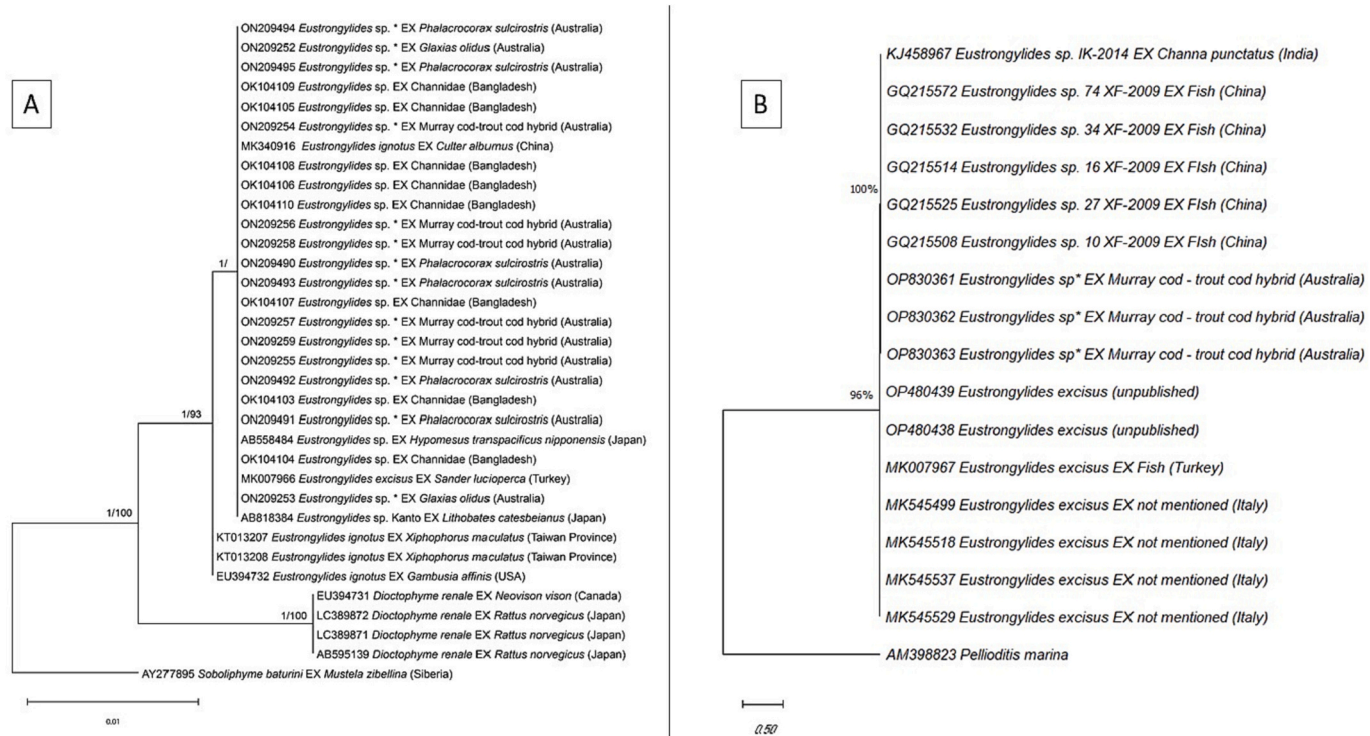 A
ON209494 Eustrongylides sp. * EX Phalacrocorax sulcirostris (Australia)
ON209252 Eustrongylides sp. * EX Glaxias olidus (Australia)
ON209495 Eustrongylides sp. * EX Phalacrocorax sulcirostris (Australia)
OK104109 Eustrongylides sp. EX Channidae (Bangladesh)
OK104105 Eustrongylides sp. EX Channidae (Bangladesh)
ON209254 Eustrongylides sp. * EX Murray cod-trout cod hybrid (Australia)
MK340916 Eustrongylides ignotus EX Culter alburnus (China)
OK104108 Eustrongylides sp. EX Channidae (Bangladesh)
OK104106 Eustrongylides sp. EX Channidae (Bangladesh)
OK104110 Eustrongylides sp. EX Channidae (Bangladesh)
ON209256 Eustrongylides sp. * EX Murray cod-trout cod hybrid (Australia)
ON209258 Eustrongylides sp. * EX Murray cod-trout cod hybrid (Australia)
ON209490 Eustrongylides sp. * EX Phalacrocorax sulcirostris (Australia)
1/
ON209493 Eustrongylides sp. * EX Phalacrocorax sulcirostris (Australia)
OK104107 Eustrongylides sp. EX Channidae (Bangladesh)
ON209257 Eustrongylides sp. * EX Murray cod-trout cod hybrid (Australia)
ON209259 Eustrongylides sp. * EX Murray cod-trout cod hybrid (Australia)
ON209255 Eustrongylides sp. * EX Murray cod-trout cod hybrid (Australia)
ON209492 Eustrongylides sp. * EX Phalacrocorax sulcirostris (Australia)
OK104103 Eustrongylides sp. EX Channidae (Bangladesh)
1/93
ON209491 Eustrongylides sp. * EX Phalacrocorax sulcirostris (Australia)
AB558484 Eustrongylides sp. EX Hypomesus transpacificus nipponensis (Japan)
OK104104 Eustrongylides sp. EX Channidae (Bangladesh)
MK007966 Eustrongylides excisus EX Sander lucioperca (Turkey)
ON209253 Eustrongylides sp. * EX Glaxias olidus (Australia)
1/100
AB818384 Eustrongylides sp. Kanto EX Lithobates catesbeianus (Japan)
KT013207 Eustrongylides ignotus EX Xiphophorus maculatus (Taiwan Province)
KT013208 Eustrongylides ignotus EX Xiphophorus maculatus (Taiwan Province)
EU394732 Eustrongylides ignotus EX Gambusia affinis (USA)
EU394731 Dioctophyme renale EX Neovison vison (Canada)
1/100
LC389872 Dioctophyme renale EX Rattus norvegicus (Japan)
LC389871 Dioctophyme renale EX Rattus norvegicus (Japan)
AB595139 Dioctophyme renale EX Rattus norvegicus (Japan)
AY277895 Soboliphyme baturini EX Mustela zibellina (Siberia)
0.01
B
KJ458967 Eustrongylides sp. IK-2014 EX Channa punctatus (India)
GQ215572 Eustrongylides sp. 74 XF-2009 EX Fish (China)
GQ215532 Eustrongylides sp. 34 XF-2009 EX Fish (China)
GQ215514 Eustrongylides sp. 16 XF-2009 EX FIsh (China)
100%
GQ215525 Eustrongylides sp. 27 XF-2009 EX FIsh (China)
GQ215508 Eustrongylides sp. 10 XF-2009 EX FIsh (China)
OP830361 Eustrongylides sp* EX Murray cod - trout cod hybrid (Australia)
OP830362 Eustrongylides sp* EX Murray cod - trout cod hybrid (Australia)
OP830363 Eustrongylides sp* EX Murray cod - trout cod hybrid (Australia)
96%
OP480439 Eustrongylides excisus (unpublished)
OP480438 Eustrongylides excisus (unpublished)
MK007967 Eustrongylides excisus EX Fish (Turkey)
MK545499 Eustrongylides excisus EX not mentioned (Italy)
MK545518 Eustrongylides excisus EX not mentioned (Italy)
MK545537 Eustrongylides excisus EX not mentioned (Italy)
MK545529 Eustrongylides excisus EX not mentioned (Italy)
AM398823 Pellioditis marina
0.50